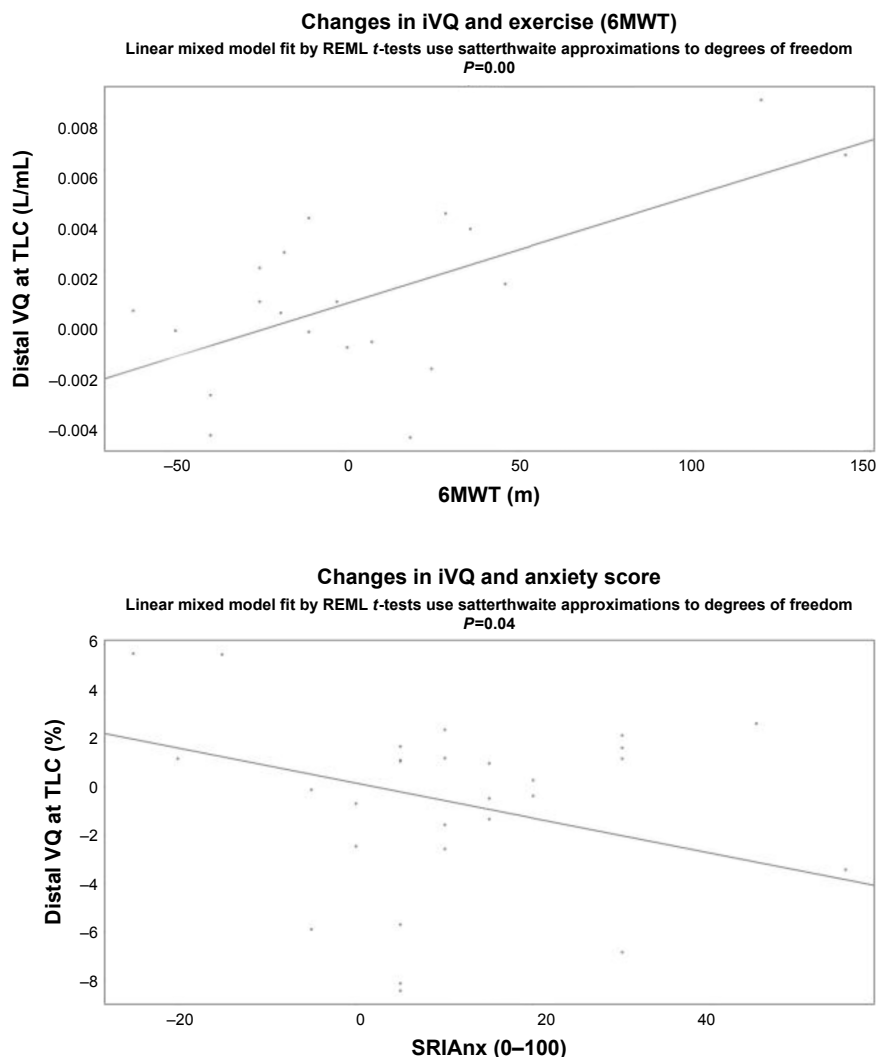 Changes in iVQ and exercise (6MWT)
Linear mixed model fit by REML t-tests use satterthwaite approximations to degrees of freedom
P=0.00
Distal VQ at TLC (L/mL)
0.008
0.006
0.004
0.002
0.000
–0.002
–0.004
–50 0 50 100 150
6MWT (m)
Changes in iVQ and anxiety score
Linear mixed model fit by REML t-tests use satterthwaite approximations to degrees of freedom
P=0.04
Distal VQ at TLC (%)
6
4
2
0
–2
–4
–6
–8
–20 0 20 40
SRIAnx (0–100)